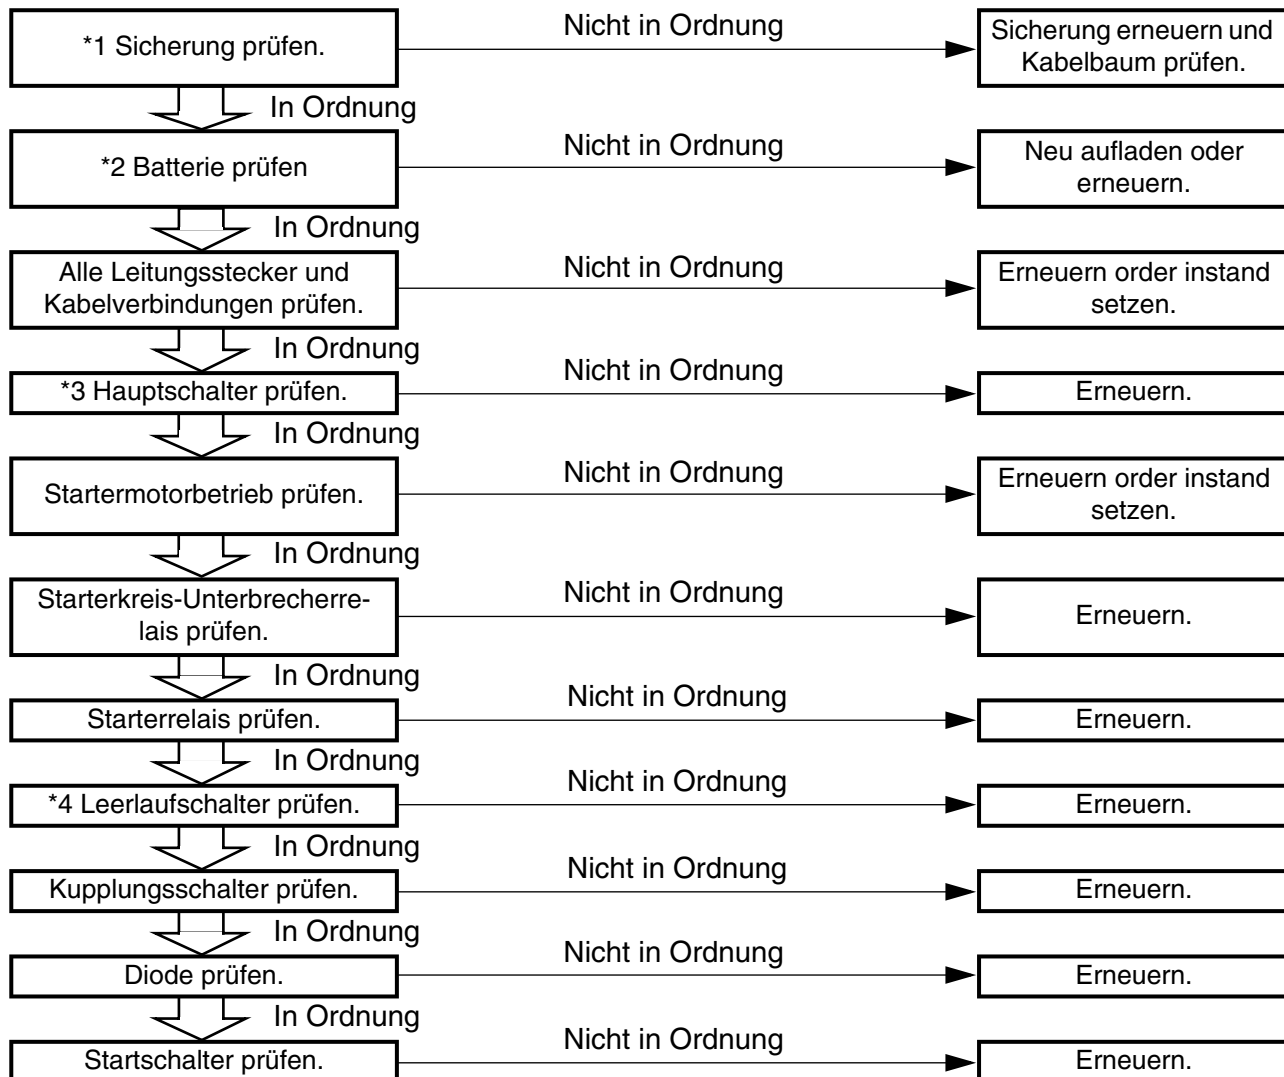 *1 Sicherung prüfen.
Nicht in Ordnung
Sicherung erneuern und
Kabelbaum prüfen.
In Ordnung
*2 Batterie prüfen
Nicht in Ordnung
Neu aufladen oder
erneuern.
In Ordnung
Alle Leitungsstecker und
Kabelverbindungen prüfen.
Nicht in Ordnung
Erneuern order instand
setzen.
In Ordnung
*3 Hauptschalter prüfen.
Nicht in Ordnung
Erneuern.
In Ordnung
Startermotorbetrieb prüfen.
Nicht in Ordnung
Erneuern order instand
setzen.
In Ordnung
Starterkreis-Unterbrecherre-
lais prüfen.
Nicht in Ordnung
Erneuern.
In Ordnung
Starterrelais prüfen.
Nicht in Ordnung
Erneuern.
In Ordnung
*4 Leerlaufschalter prüfen.
Nicht in Ordnung
Erneuern.
In Ordnung
Kupplungsschalter prüfen.
Nicht in Ordnung
Erneuern.
In Ordnung
Diode prüfen.
Nicht in Ordnung
Erneuern.
In Ordnung
Startschalter prüfen.
Nicht in Ordnung
Erneuern.